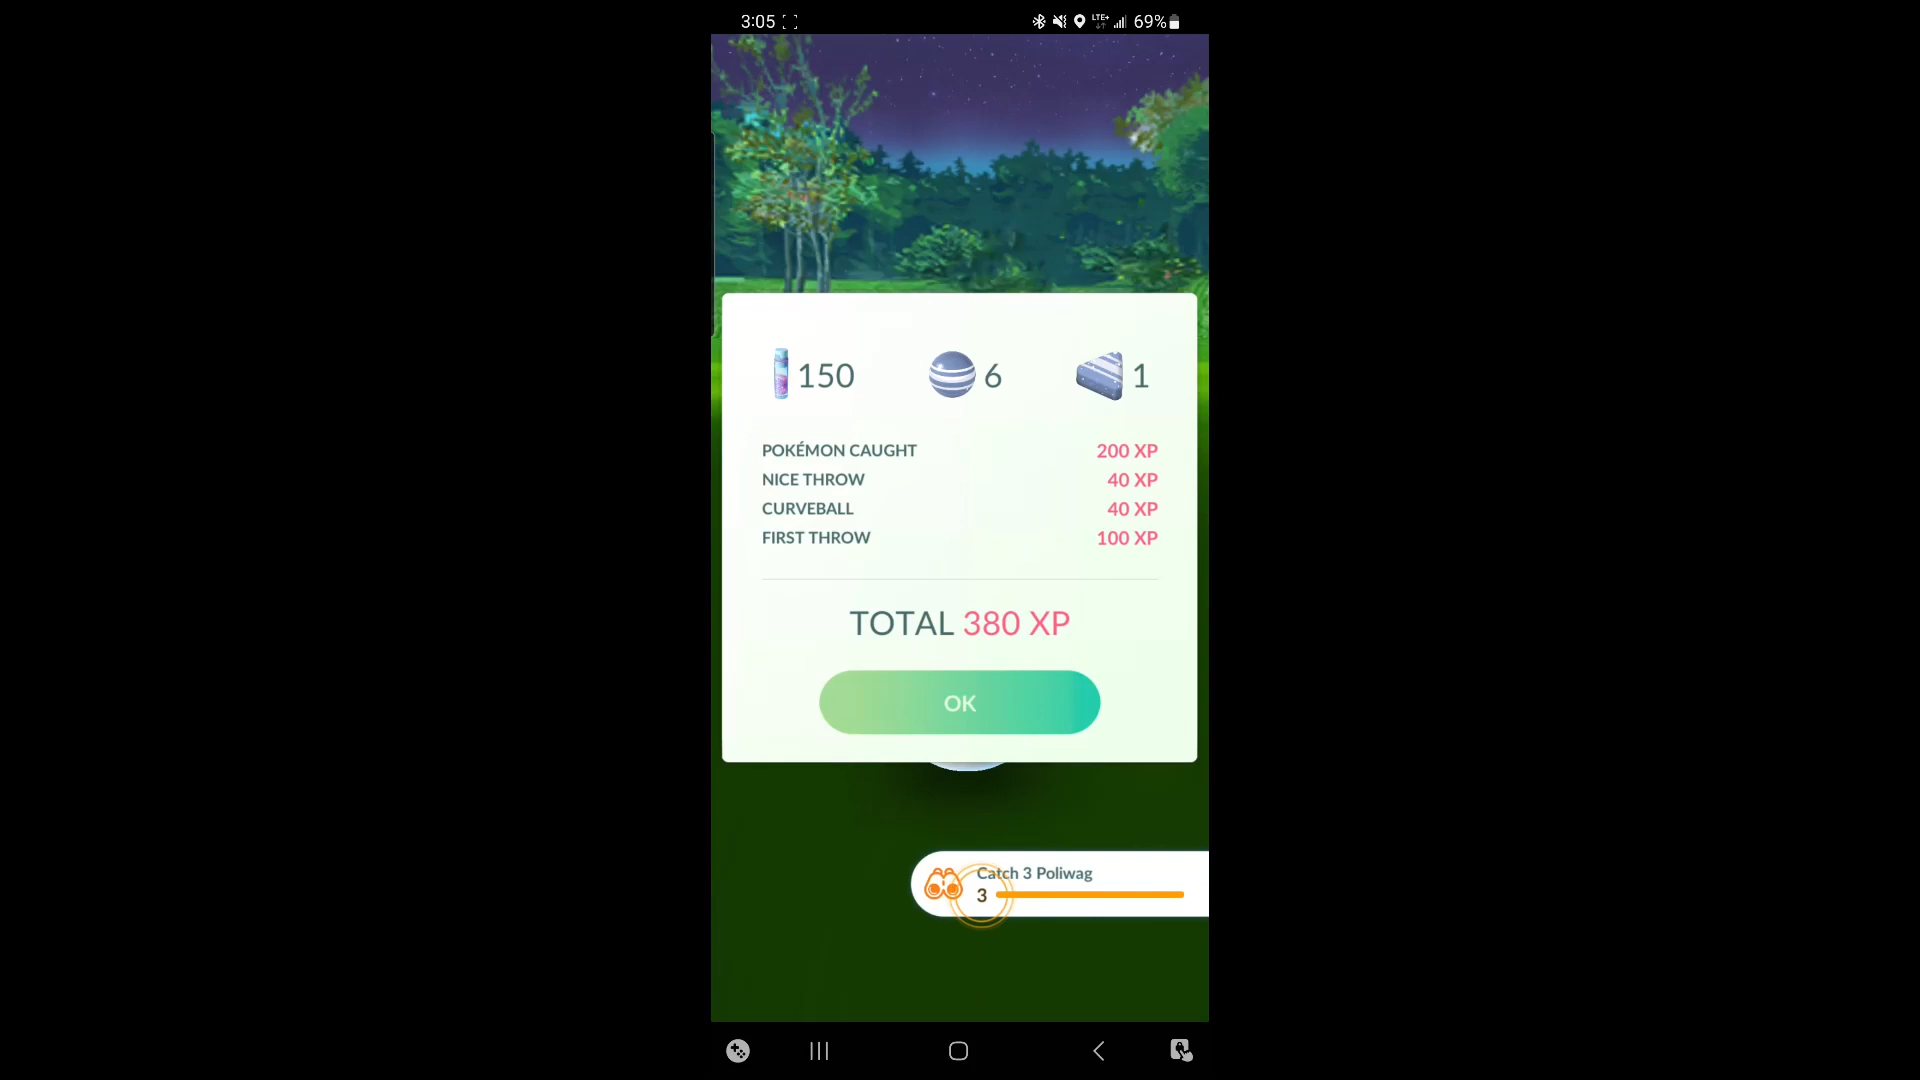 3:05 LTE+ 69%
150 6 1
POKÉMON CAUGHT 200 XP
NICE THROW 40 XP
CURVEBALL 40 XP
FIRST THROW 100 XP
TOTAL 380 XP
OK
Catch 3 Poliwag
3